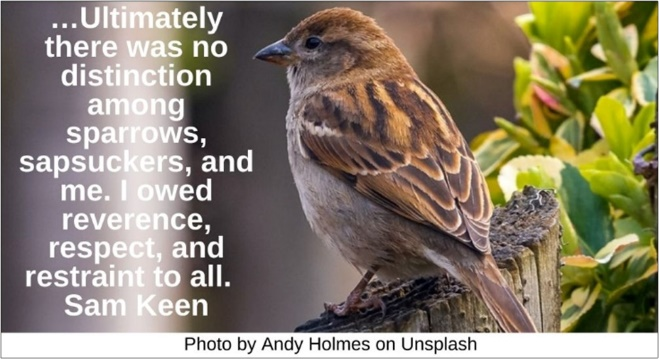 ...Ultimately
there was no
distinction
among
sparrows,
sapsuckers, and
me. I owed
reverence,
respect, and
restraint to all.
Sam Keen
Photo by Andy Holmes on Unsplash